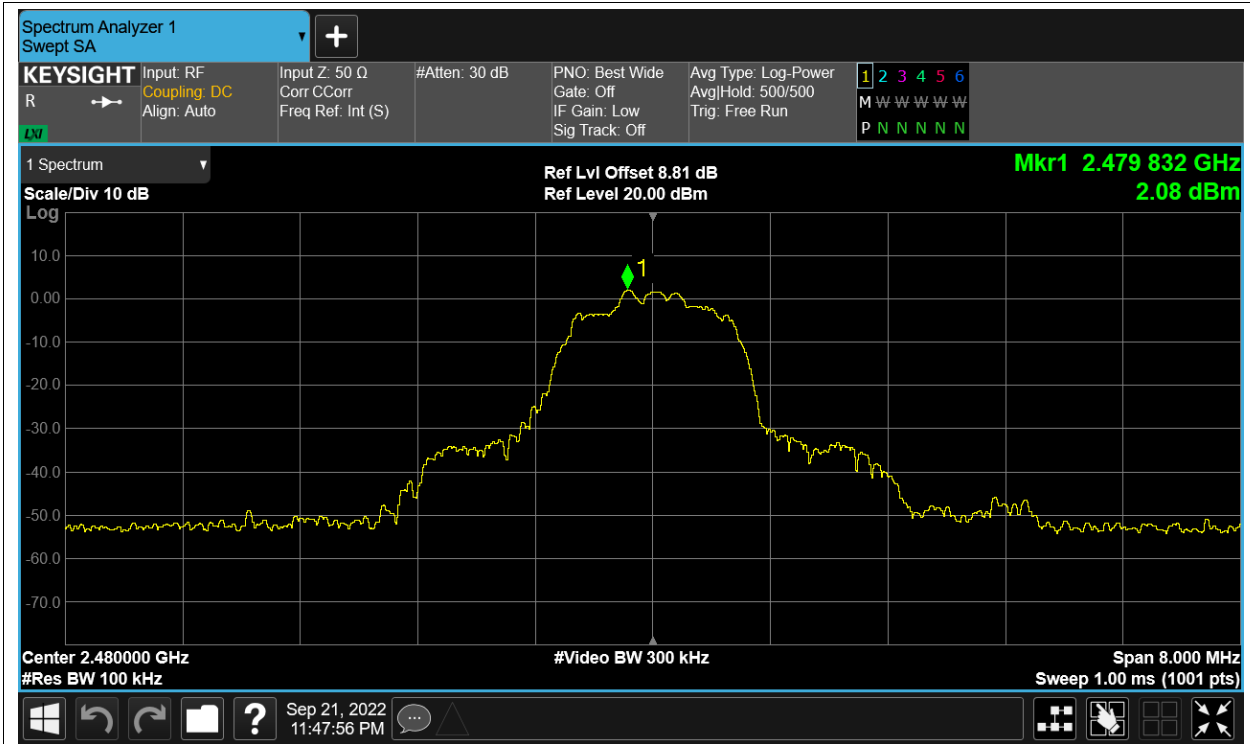 Spectrum Analyzer 1
Swept SA
KEYSIGHT
R
LXI
Input: RF
Coupling: DC
Align: Auto
Input Z: 50 Ω
Corr CCorr
Freq Ref: Int (S)
#Atten: 30 dB
PNO: Best Wide
Gate: Off
IF Gain: Low
Sig Track: Off
Avg Type: Log-Power
Avg|Hold: 500/500
Trig: Free Run
1 2 3 4 5 6
M W W W W W
P N N N N N
1 Spectrum
Scale/Div 10 dB
Log
Ref Lvl Offset 8.81 dB
Ref Level 20.00 dBm
Mkr1 2.479 832 GHz
2.08 dBm
1
10.0
0.00
-10.0
-20.0
-30.0
-40.0
-50.0
-60.0
-70.0
Center 2.480000 GHz
#Res BW 100 kHz
#Video BW 300 kHz
Span 8.000 MHz
Sweep 1.00 ms (1001 pts)
?
Sep 21, 2022
11:47:56 PM